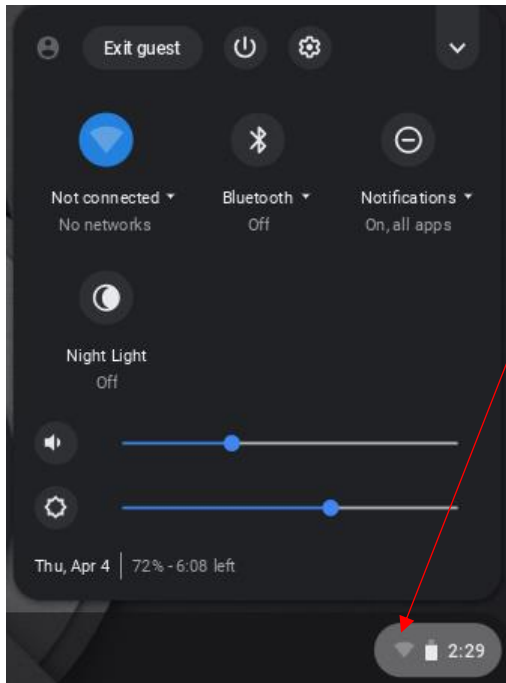 Exit guest
Not connected Bluetooth Notifications
No networks Off On, all apps
Night Light
Off
Thu, Apr 4 72% - 6:08 left
2:29